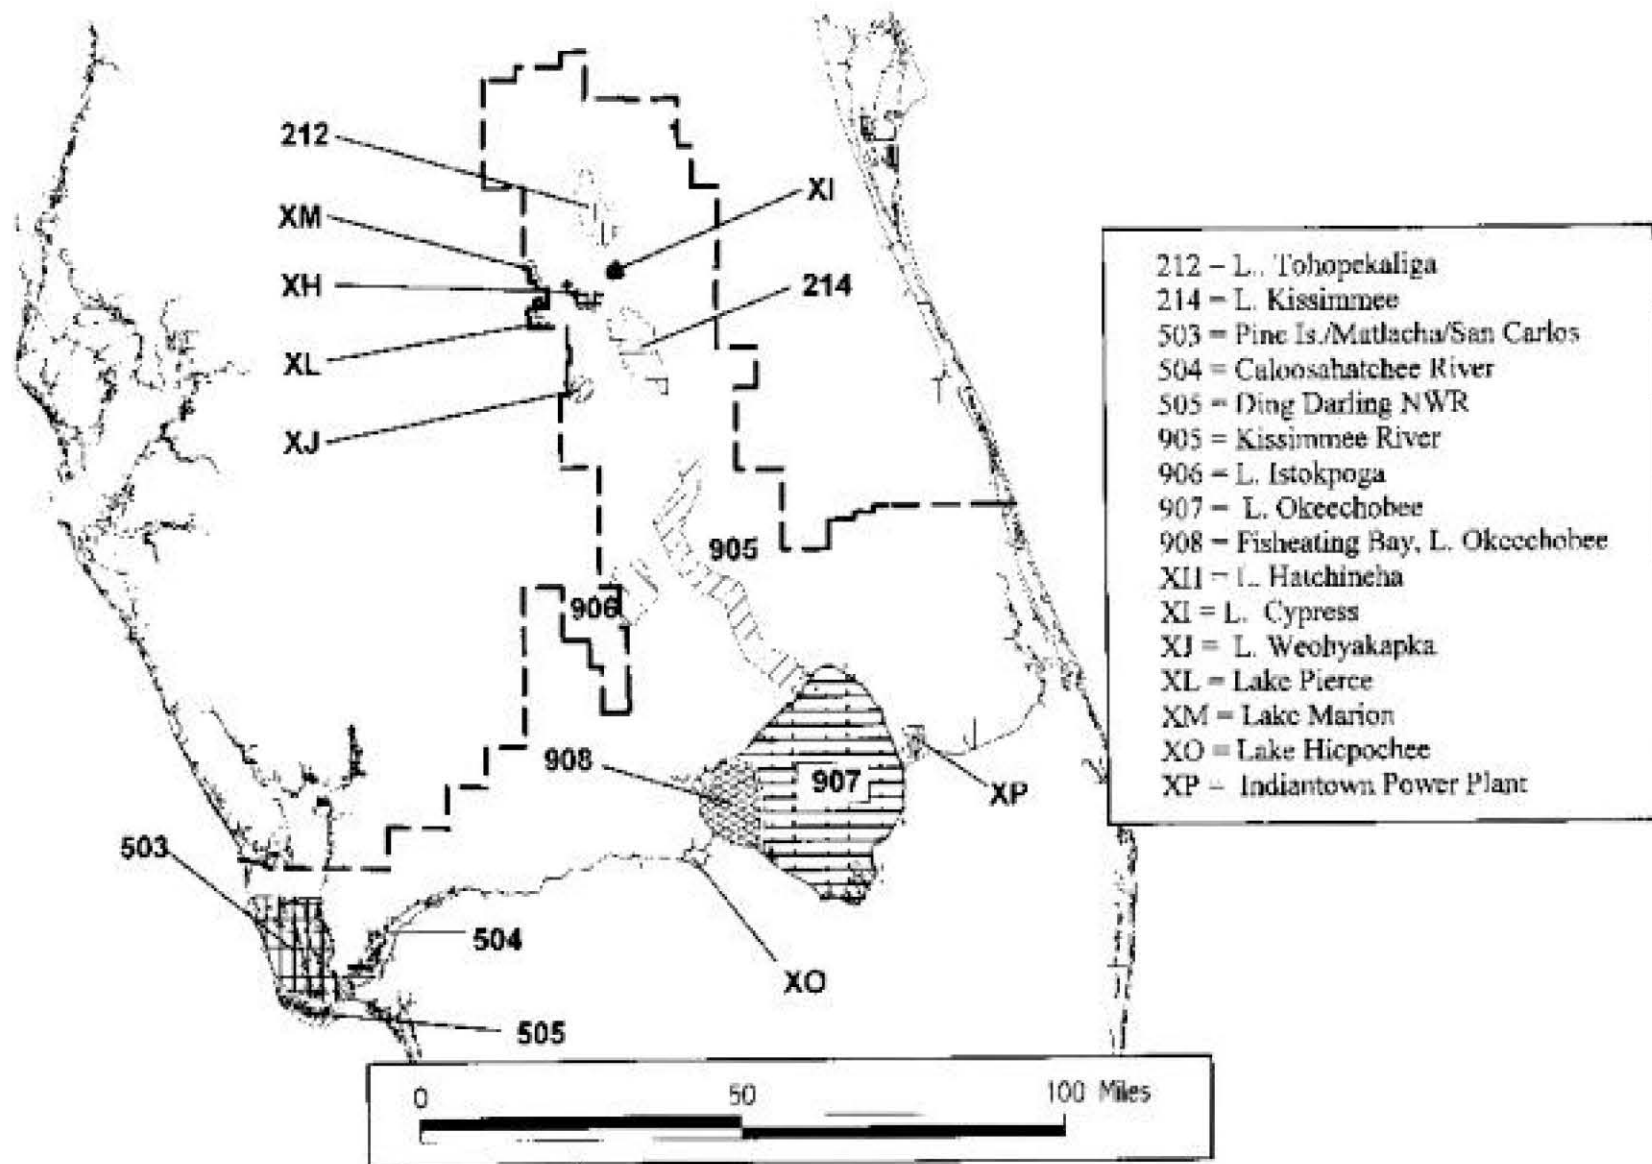 212
XM
XH
XL
XJ
XI
214
905
906
908
907
XP
503
504
XO
505
212 – L. Tohopekaliga
214 = L. Kissimmee
503 = Pine Is./Matlacha/San Carlos
504 = Caloosahatchee River
505 = Ding Darling NWR
905 = Kissimmee River
906 = L. Istokpoga
907 = L. Okeechobee
908 = Fisheating Bay, L. Okeechobee
XH = L. Hatchineha
XI = L. Cypress
XJ = L. Weohyakapka
XL = Lake Pierce
XM = Lake Marion
XO = Lake Hicpochee
XP – Indiantown Power Plant
0 50 100 Miles